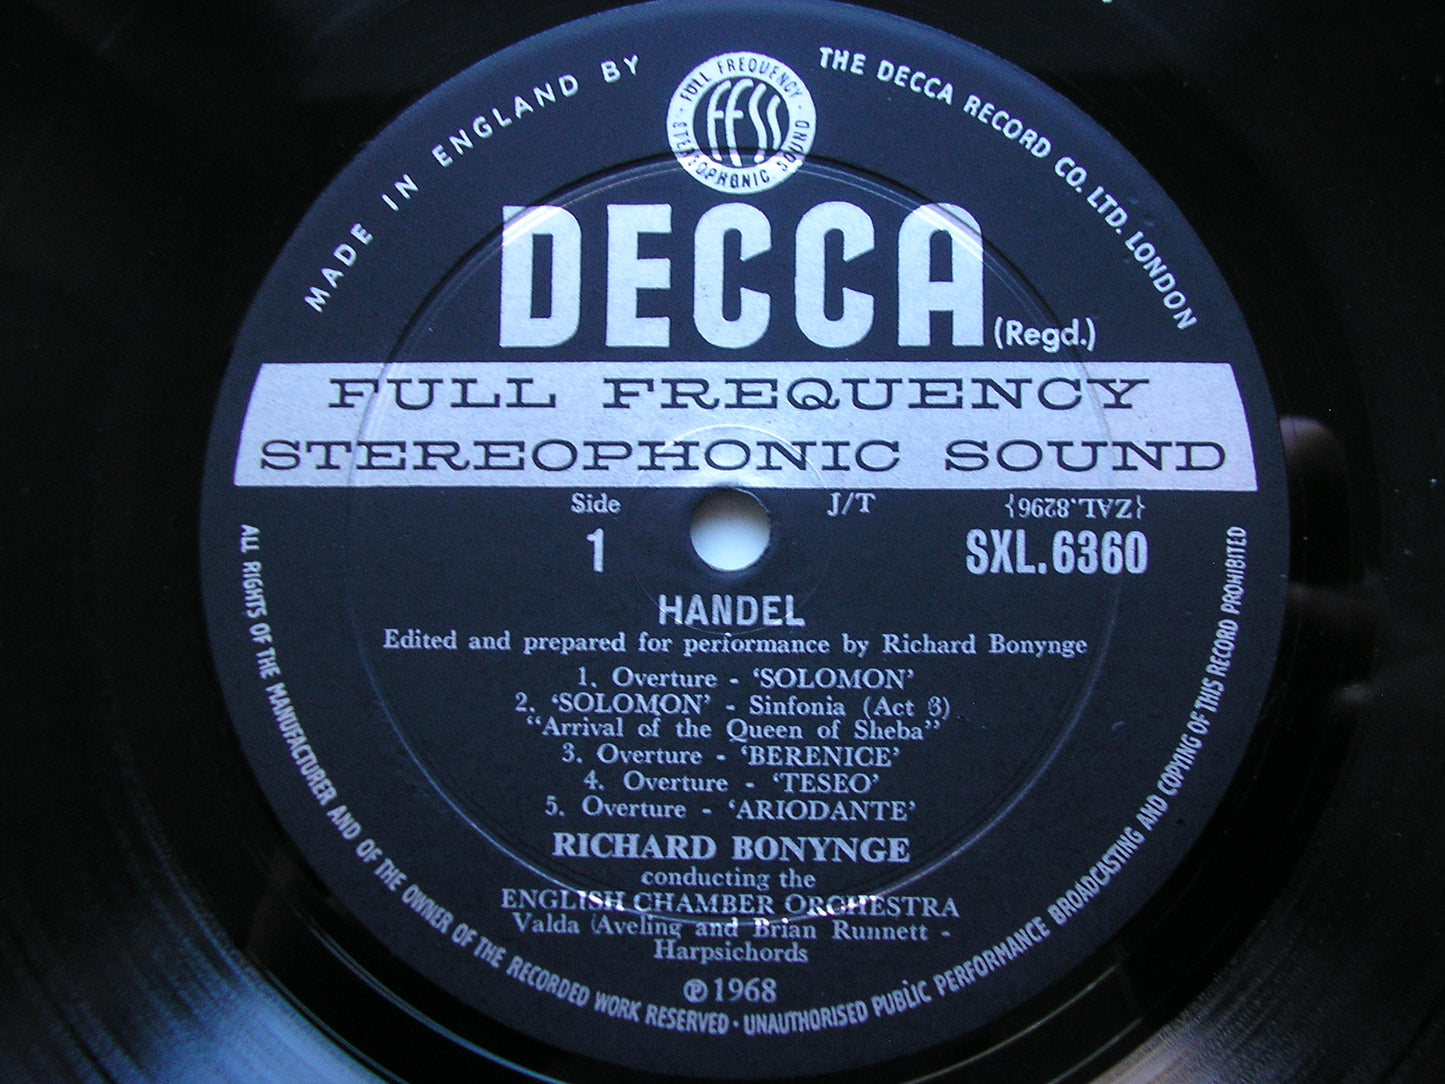 MADE IN ENGLAND BY
THE DECCA RECORD CO. LTD. LONDON
FULL FREQUENCY
FFSS
STEREOPHONIC SOUND
DECCA
(Regd.)
FULL FREQUENCY
STEREOPHONIC SOUND
Side
1
J/T
{ZAL.8296}
SXL.6360
HANDEL
Edited and prepared for performance by Richard Bonynge
1. Overture - ‘SOLOMON’
2. ‘SOLOMON’ - Sinfonia (Act 3)
“Arrival of the Queen of Sheba”
3. Overture - ‘BERENICE’
4. Overture - ‘TESEO’
5. Overture - ‘ARIODANTE’
RICHARD BONYNGE
conducting the
ENGLISH CHAMBER ORCHESTRA
Valda (Aveling and Brian Runnett -
Harpsichords
℗ 1968
ALL RIGHTS OF THE MANUFACTURER AND OF THE OWNER OF THE RECORDED WORK RESERVED · UNAUTHORISED PUBLIC PERFORMANCE BROADCASTING AND COPYING OF THIS RECORD PROHIBITED